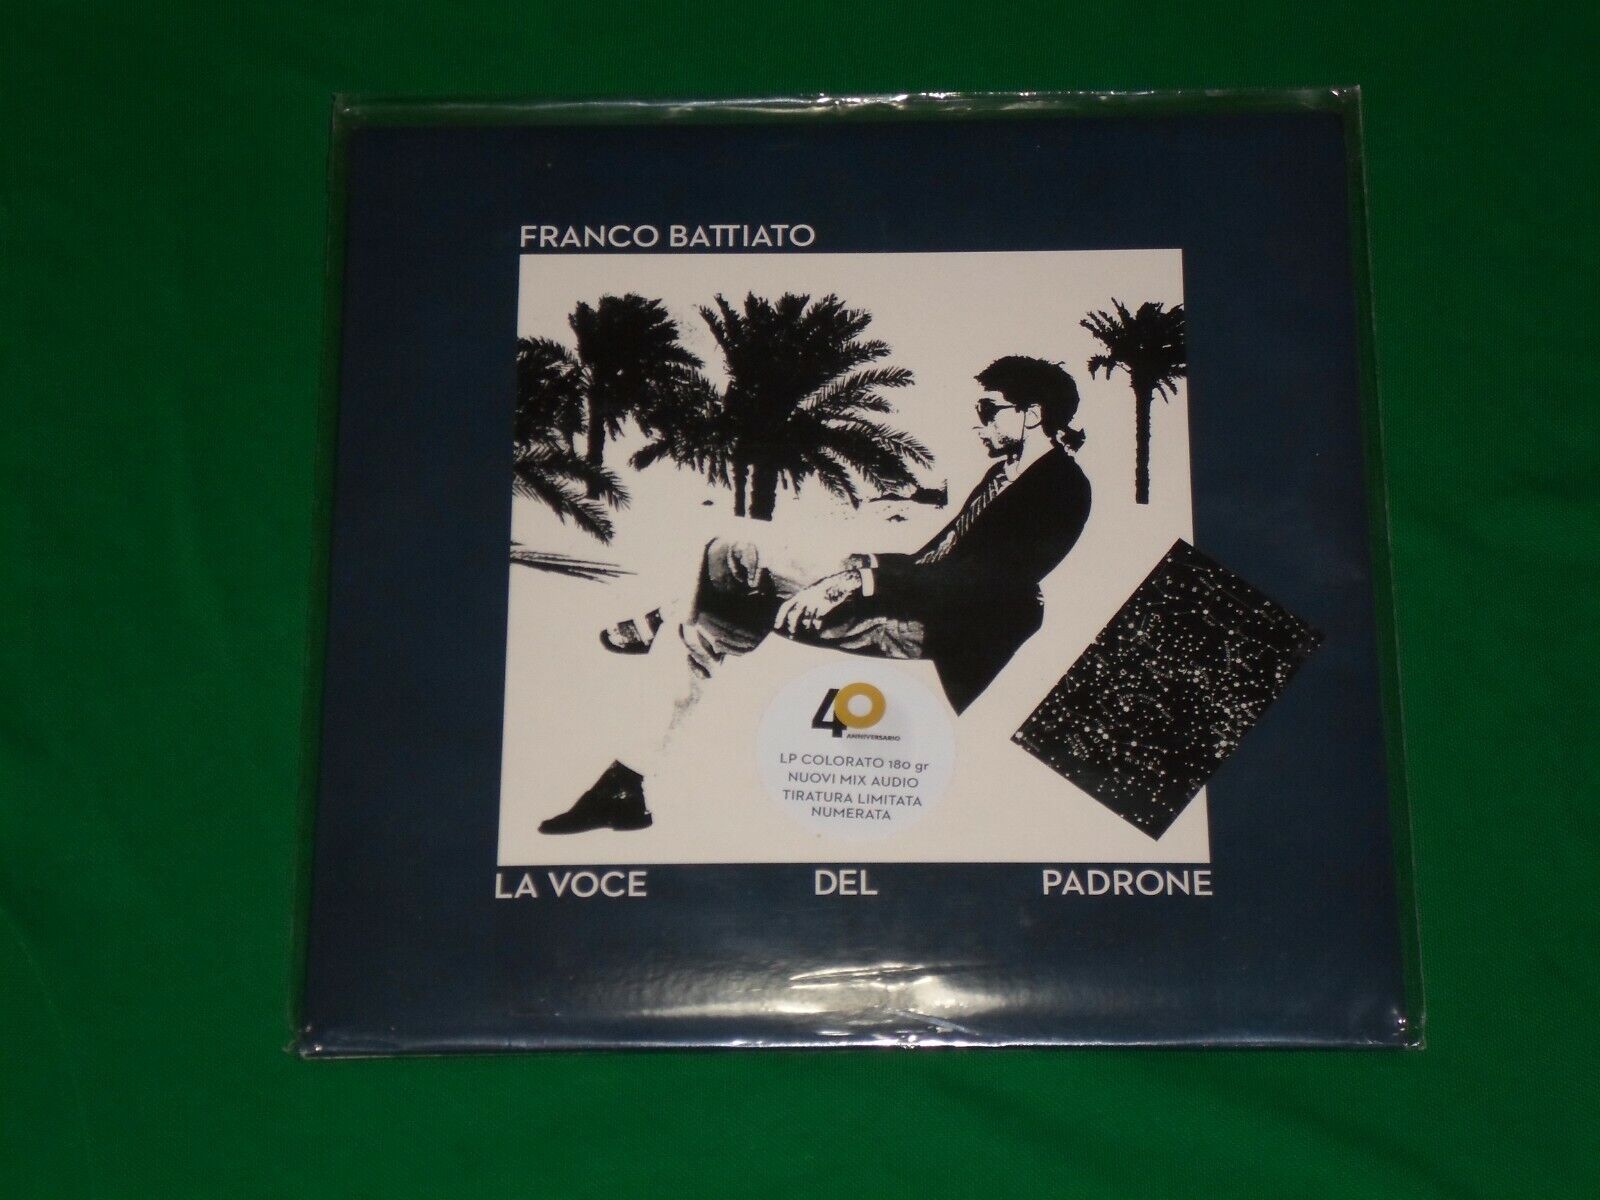 FRANCO BATTIATO
40
ANNIVERSARIO
LP COLORATO 180 gr
NUOVI MIX AUDIO
TIRATURA LIMITATA
NUMERATA
LA VOCE DEL PADRONE